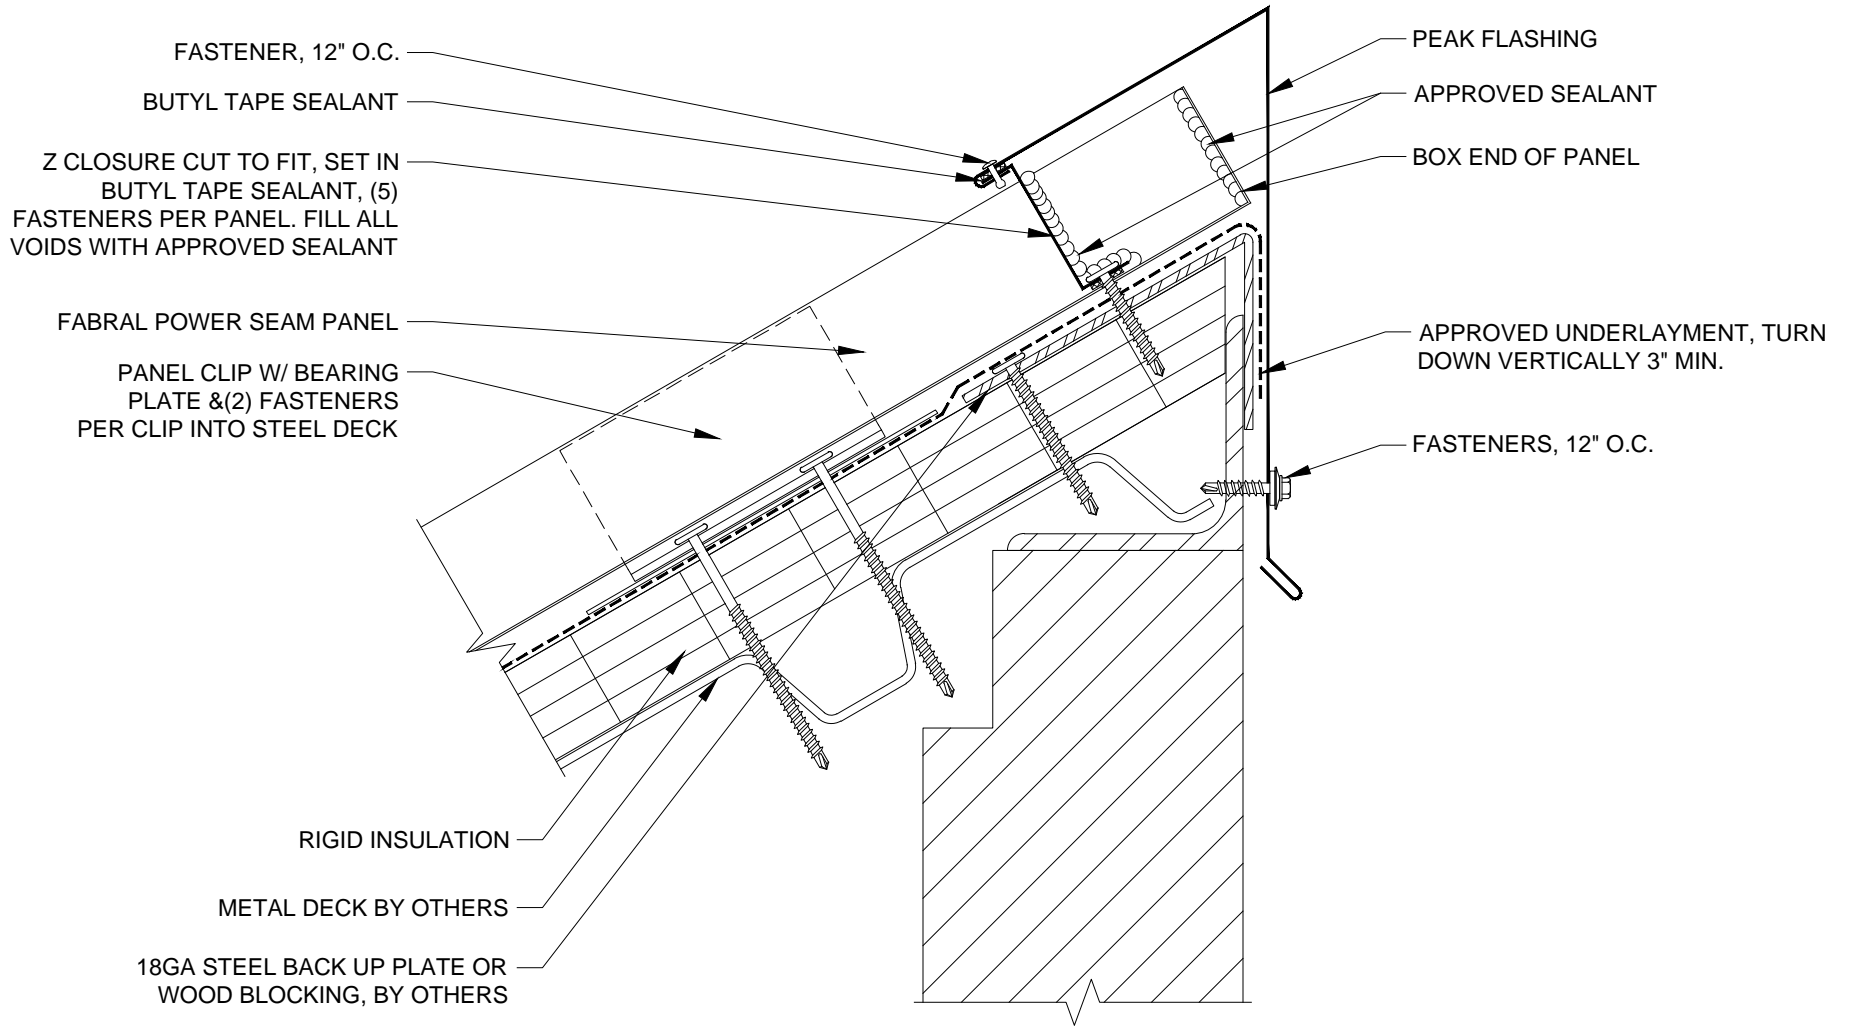 FASTENER, 12" O.C.
BUTYL TAPE SEALANT
Z CLOSURE CUT TO FIT, SET IN
BUTYL TAPE SEALANT, (5)
FASTENERS PER PANEL. FILL ALL
VOIDS WITH APPROVED SEALANT
FABRAL POWER SEAM PANEL
PANEL CLIP W/ BEARING
PLATE &(2) FASTENERS
PER CLIP INTO STEEL DECK
RIGID INSULATION
METAL DECK BY OTHERS
18GA STEEL BACK UP PLATE OR
WOOD BLOCKING, BY OTHERS
PEAK FLASHING
APPROVED SEALANT
BOX END OF PANEL
APPROVED UNDERLAYMENT, TURN
DOWN VERTICALLY 3" MIN.
FASTENERS, 12" O.C.